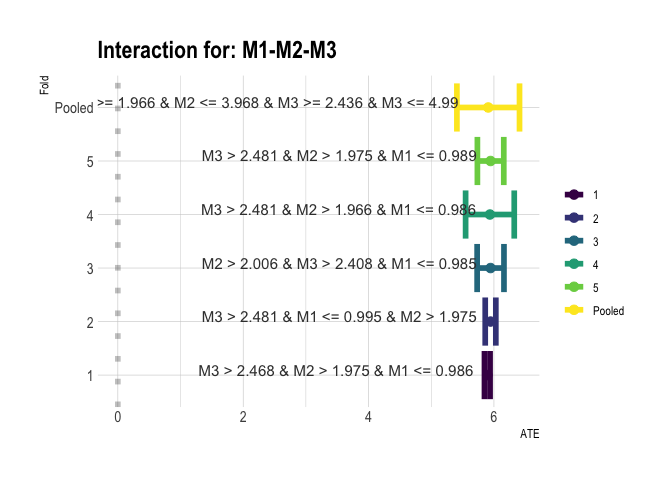 Interaction for: M1-M2-M3
Fold
Pooled
>= 1.966 & M2 <= 3.968 & M3 >= 2.436 & M3 <= 4.99
5
M3 > 2.481 & M2 > 1.975 & M1 <= 0.989
4
M3 > 2.481 & M2 > 1.966 & M1 <= 0.986
3
M2 > 2.006 & M3 > 2.408 & M1 <= 0.985
2
M3 > 2.481 & M1 <= 0.995 & M2 > 1.975
1
M3 > 2.468 & M2 > 1.975 & M1 <= 0.986
0 2 4 6
ATE
1
2
3
4
5
Pooled